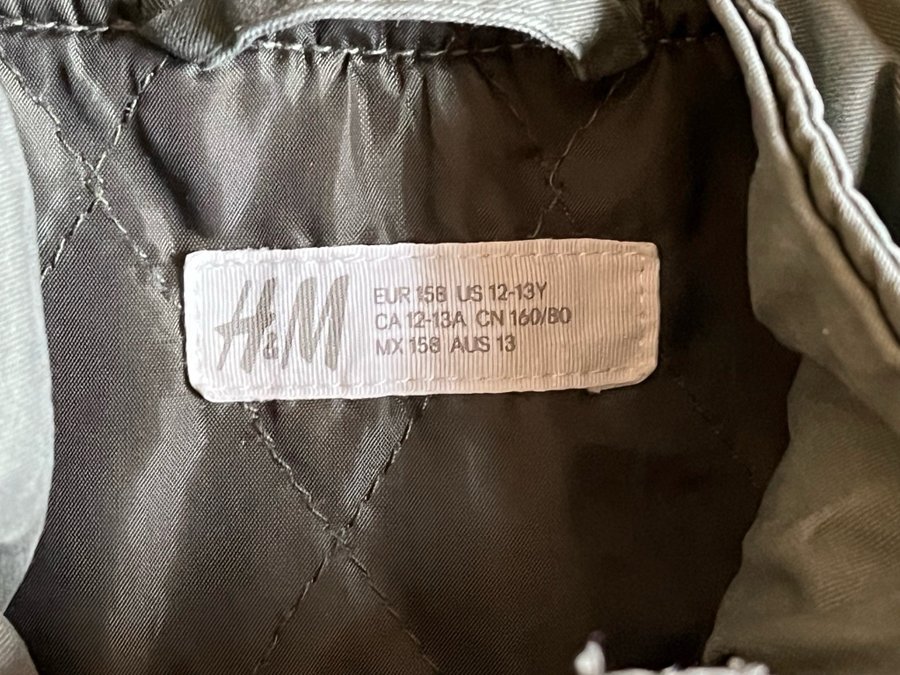 H&M
EUR 158 US 12-13Y
CA 12-13A CN 160/80
MX 158 AUS 13